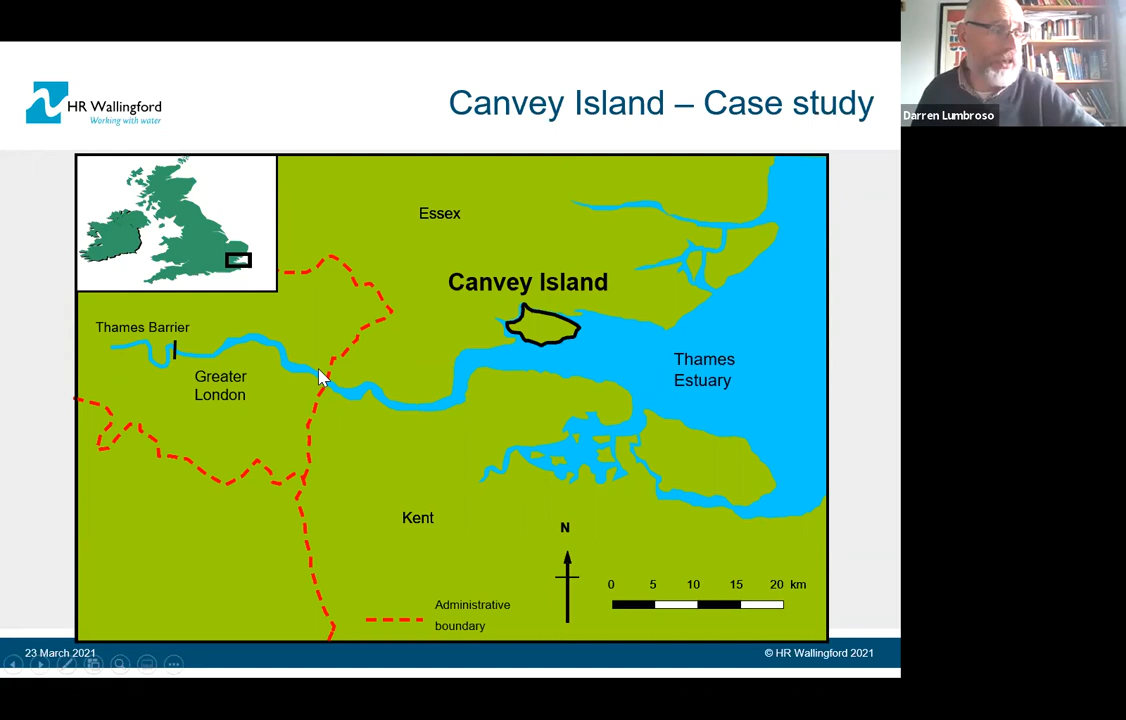 HR Wallingford
Working with water
Canvey Island – Case study
Darren Lumbroso
Essex
Canvey Island
Thames Barrier
Greater
London
Thames
Estuary
Kent
N
0 5 10 15 20 km
Administrative
boundary
23 March 2021
© HR Wallingford 2021